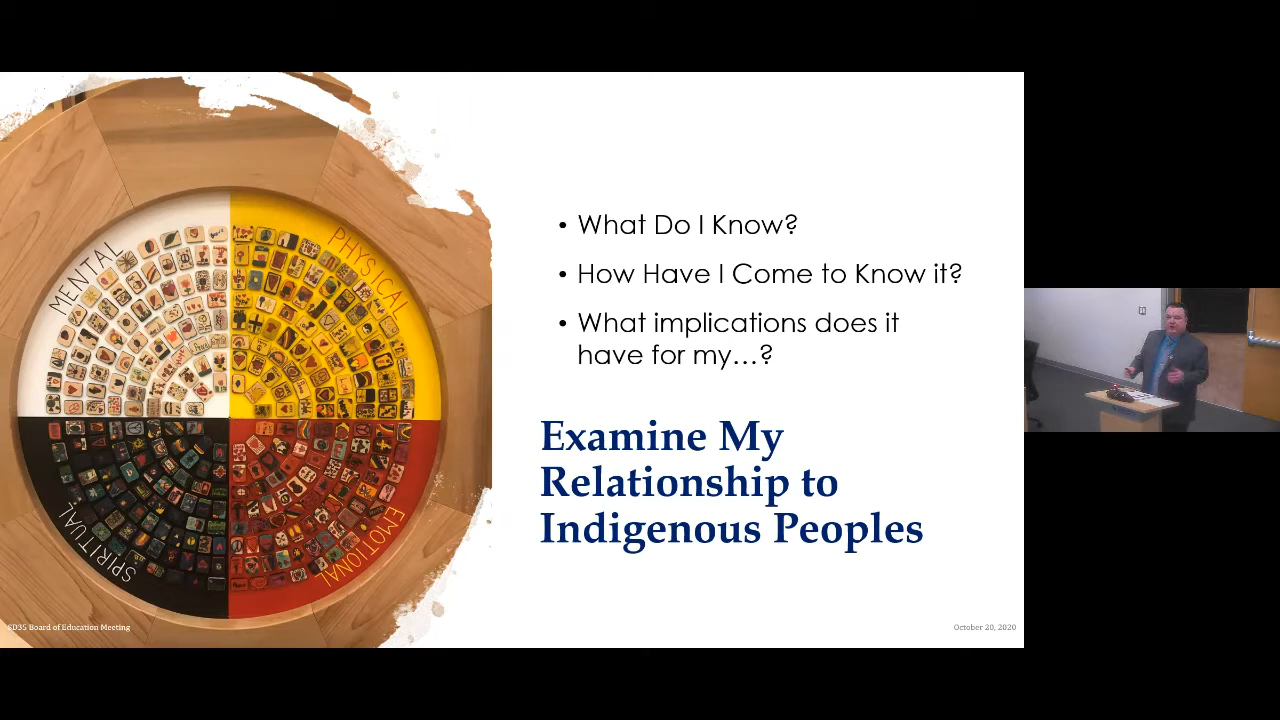 MENTAL
PHYSICAL
SPIRITUAL
EMOTIONAL
• What Do I Know?
• How Have I Come to Know it?
• What implications does it
have for my...?
Examine My
Relationship to
Indigenous Peoples
SD35 Board of Education Meeting
October 20, 2020